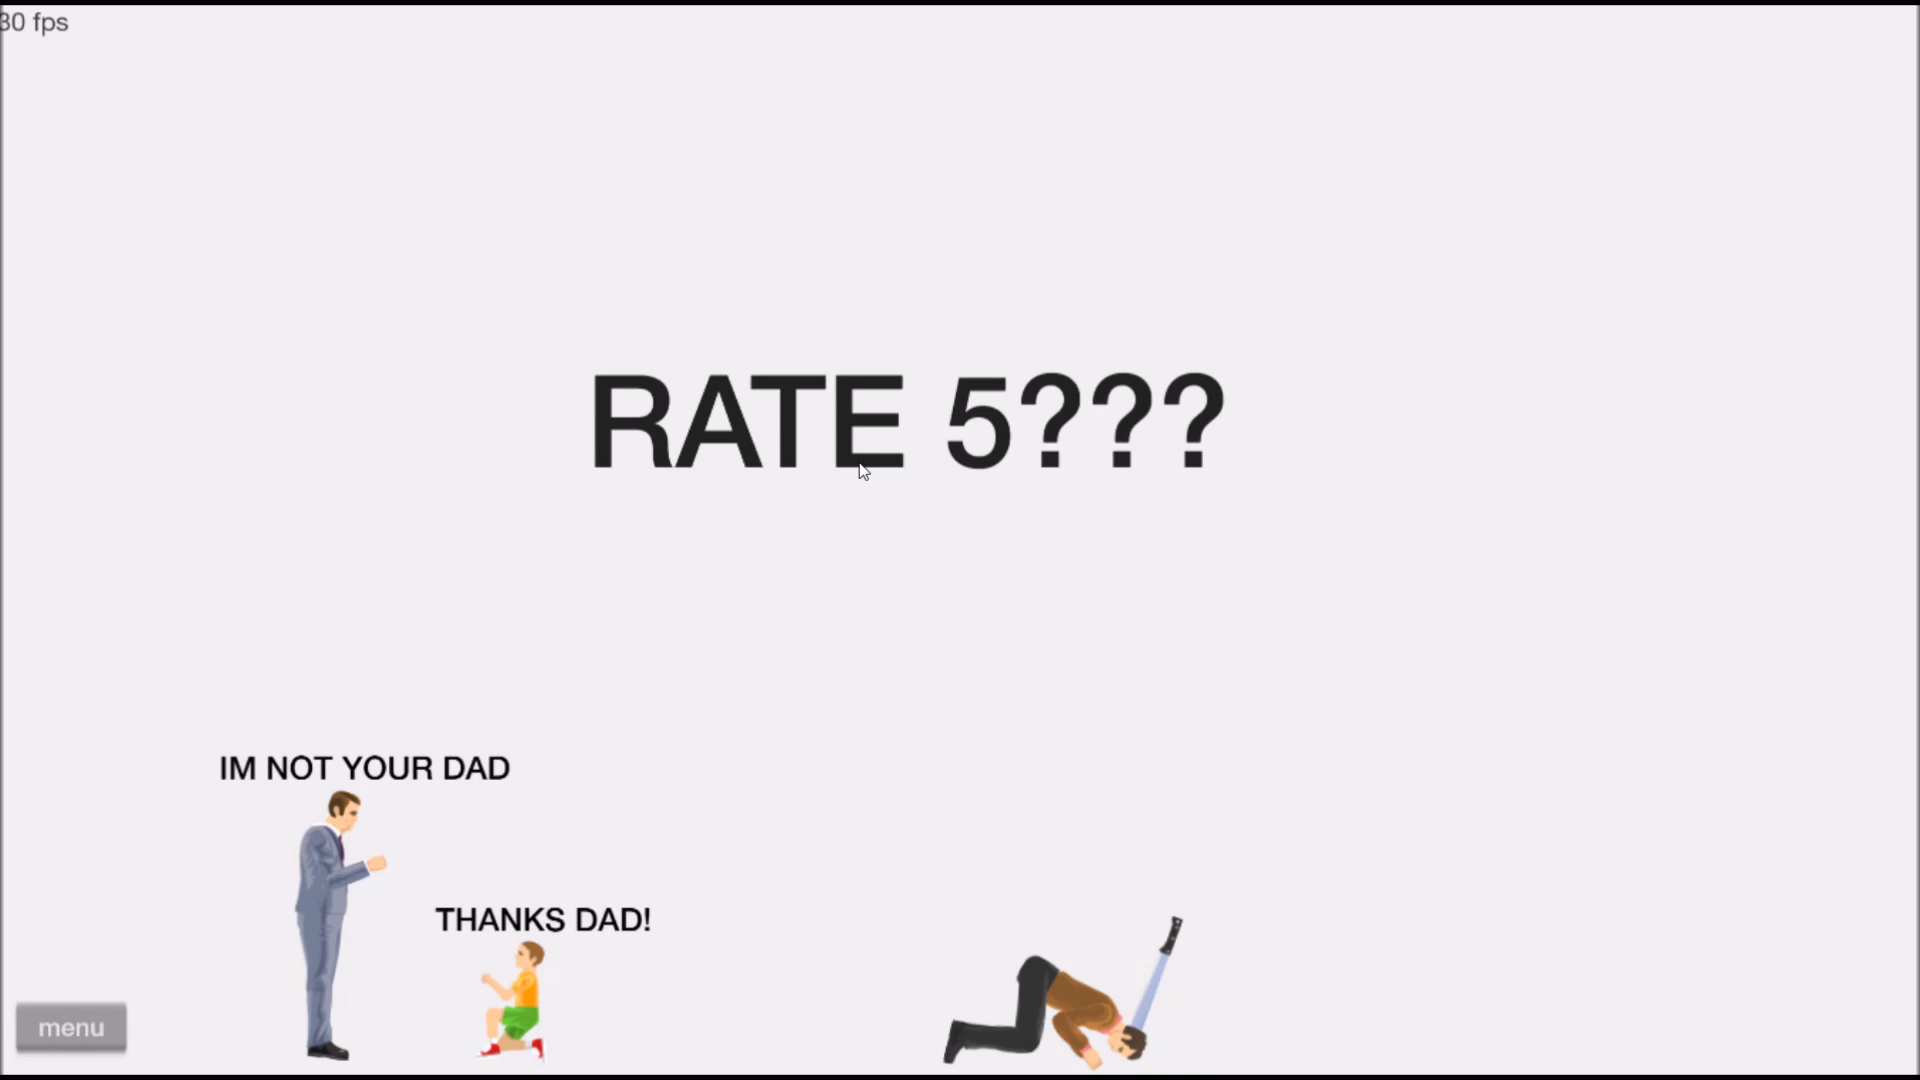 30 fps
RATE 5???
IM NOT YOUR DAD
THANKS DAD!
menu